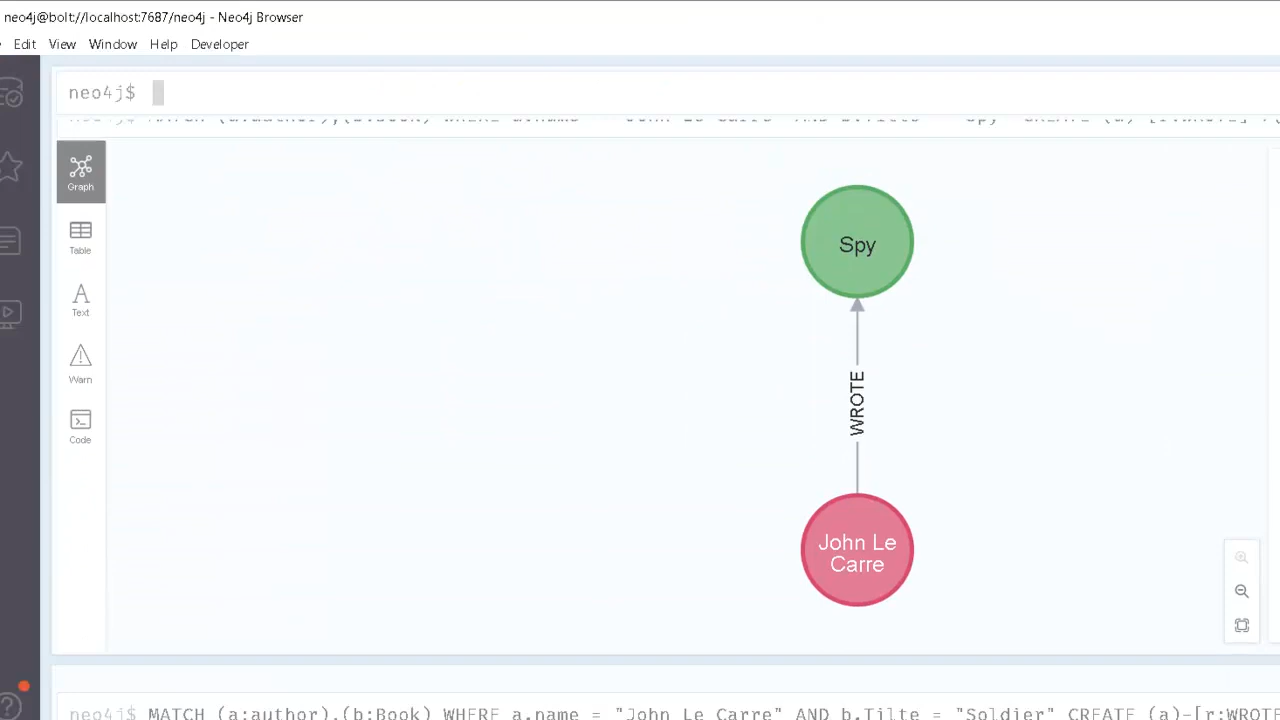 neo4j@bolt://localhost:7687/neo4j - Neo4j Browser
Edit View Window Help Developer
neo4j$
Graph
Table
Text
Warn
Code
Spy
WROTE
John Le
Carre
neo4j$ MATCH (a:author),(b:Book) WHERE a.name = "John Le Carre" AND b.Tilte = "Soldier" CREATE (a)-[r:WROTE